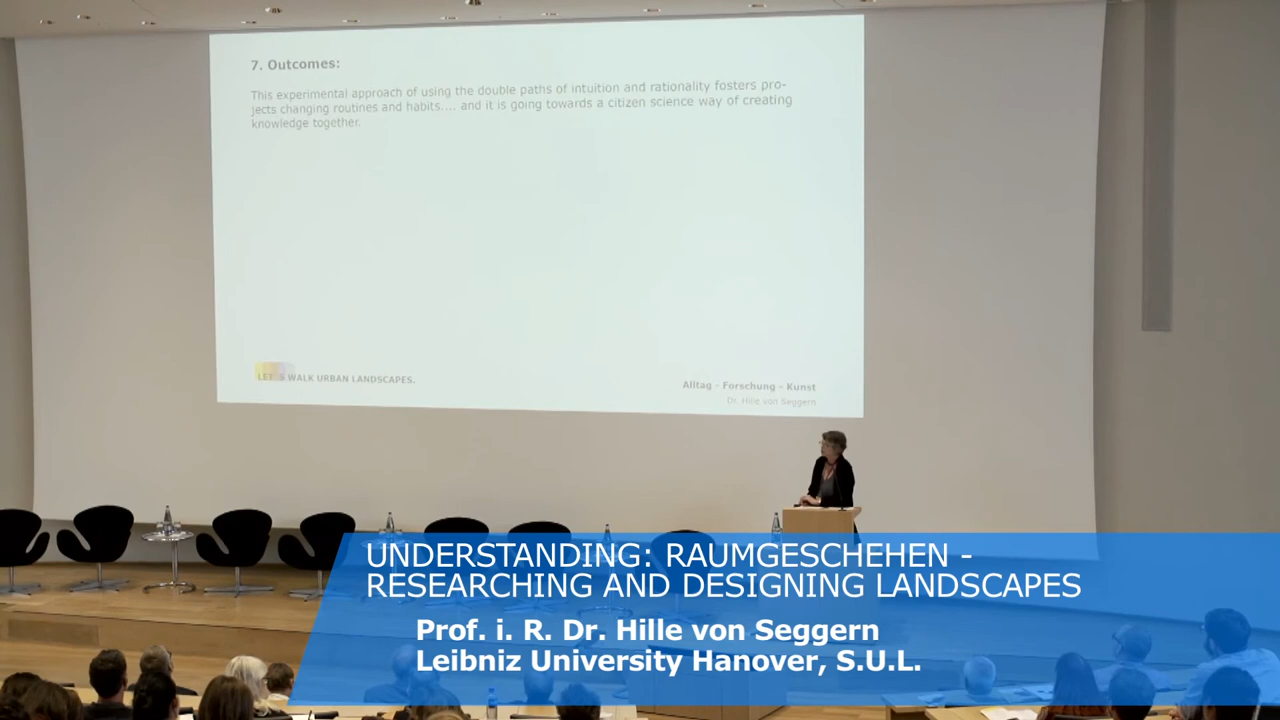 7. Outcomes:
This experimental approach of using the double paths of intuition and rationality fosters pro-
jects changing routines and habits.... and it is going towards a citizen science way of creating
knowledge together.
LET'S WALK URBAN LANDSCAPES.
Alltag - Forschung - Kunst
Dr. Hille von Seggern
UNDERSTANDING: RAUMGESCHEHEN -
RESEARCHING AND DESIGNING LANDSCAPES
Prof. i. R. Dr. Hille von Seggern
Leibniz University Hanover, S.U.L.